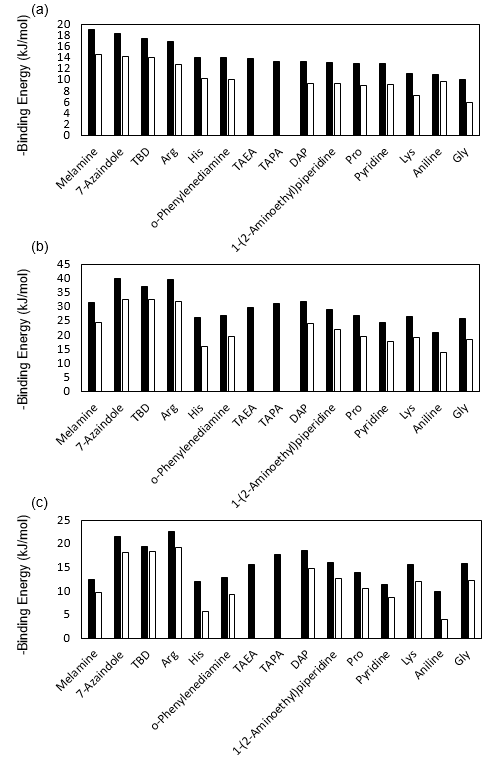 (a)
-Binding Energy (kJ/mol)
20
18
16
14
12
10
8
6
4
2
0
Melamine
7-Azaindole
TBD
Arg
His
o-Phenylenediamine
TAEA
TAPA
DAP
1-(2-Aminoethyl)piperidine
Pro
Pyridine
Lys
Aniline
Gly
(b)
-Binding Energy (kJ/mol)
45
40
35
30
25
20
15
10
5
0
Melamine
7-Azaindole
TBD
Arg
His
o-Phenylenediamine
TAEA
TAPA
DAP
1-(2-Aminoethyl)piperidine
Pro
Pyridine
Lys
Aniline
Gly
(c)
-Binding Energy (kJ/mol)
25
20
15
10
5
0
Melamine
7-Azaindole
TBD
Arg
His
o-Phenylenediamine
TAEA
TAPA
DAP
1-(2-Aminoethyl)piperidine
Pro
Pyridine
Lys
Aniline
Gly